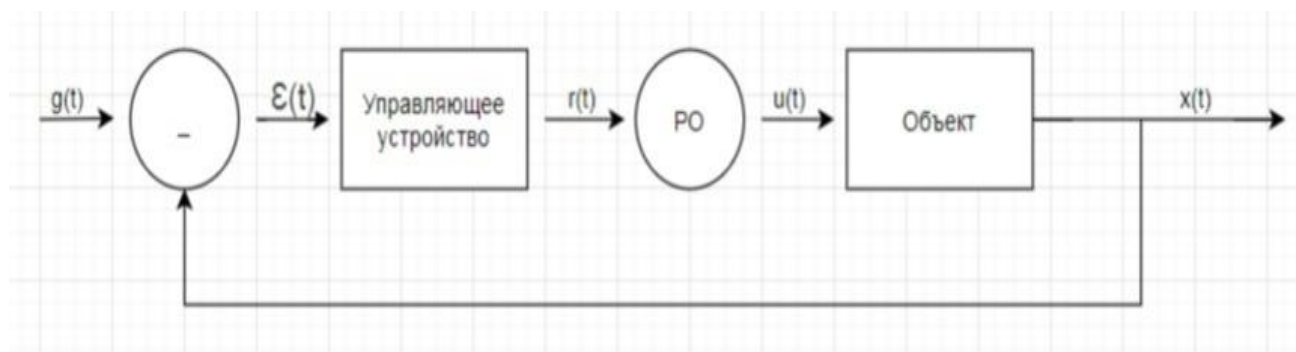 g(t)
–
Ɛ(t)
Управляющее
устройство
r(t)
РО
u(t)
Объект
x(t)